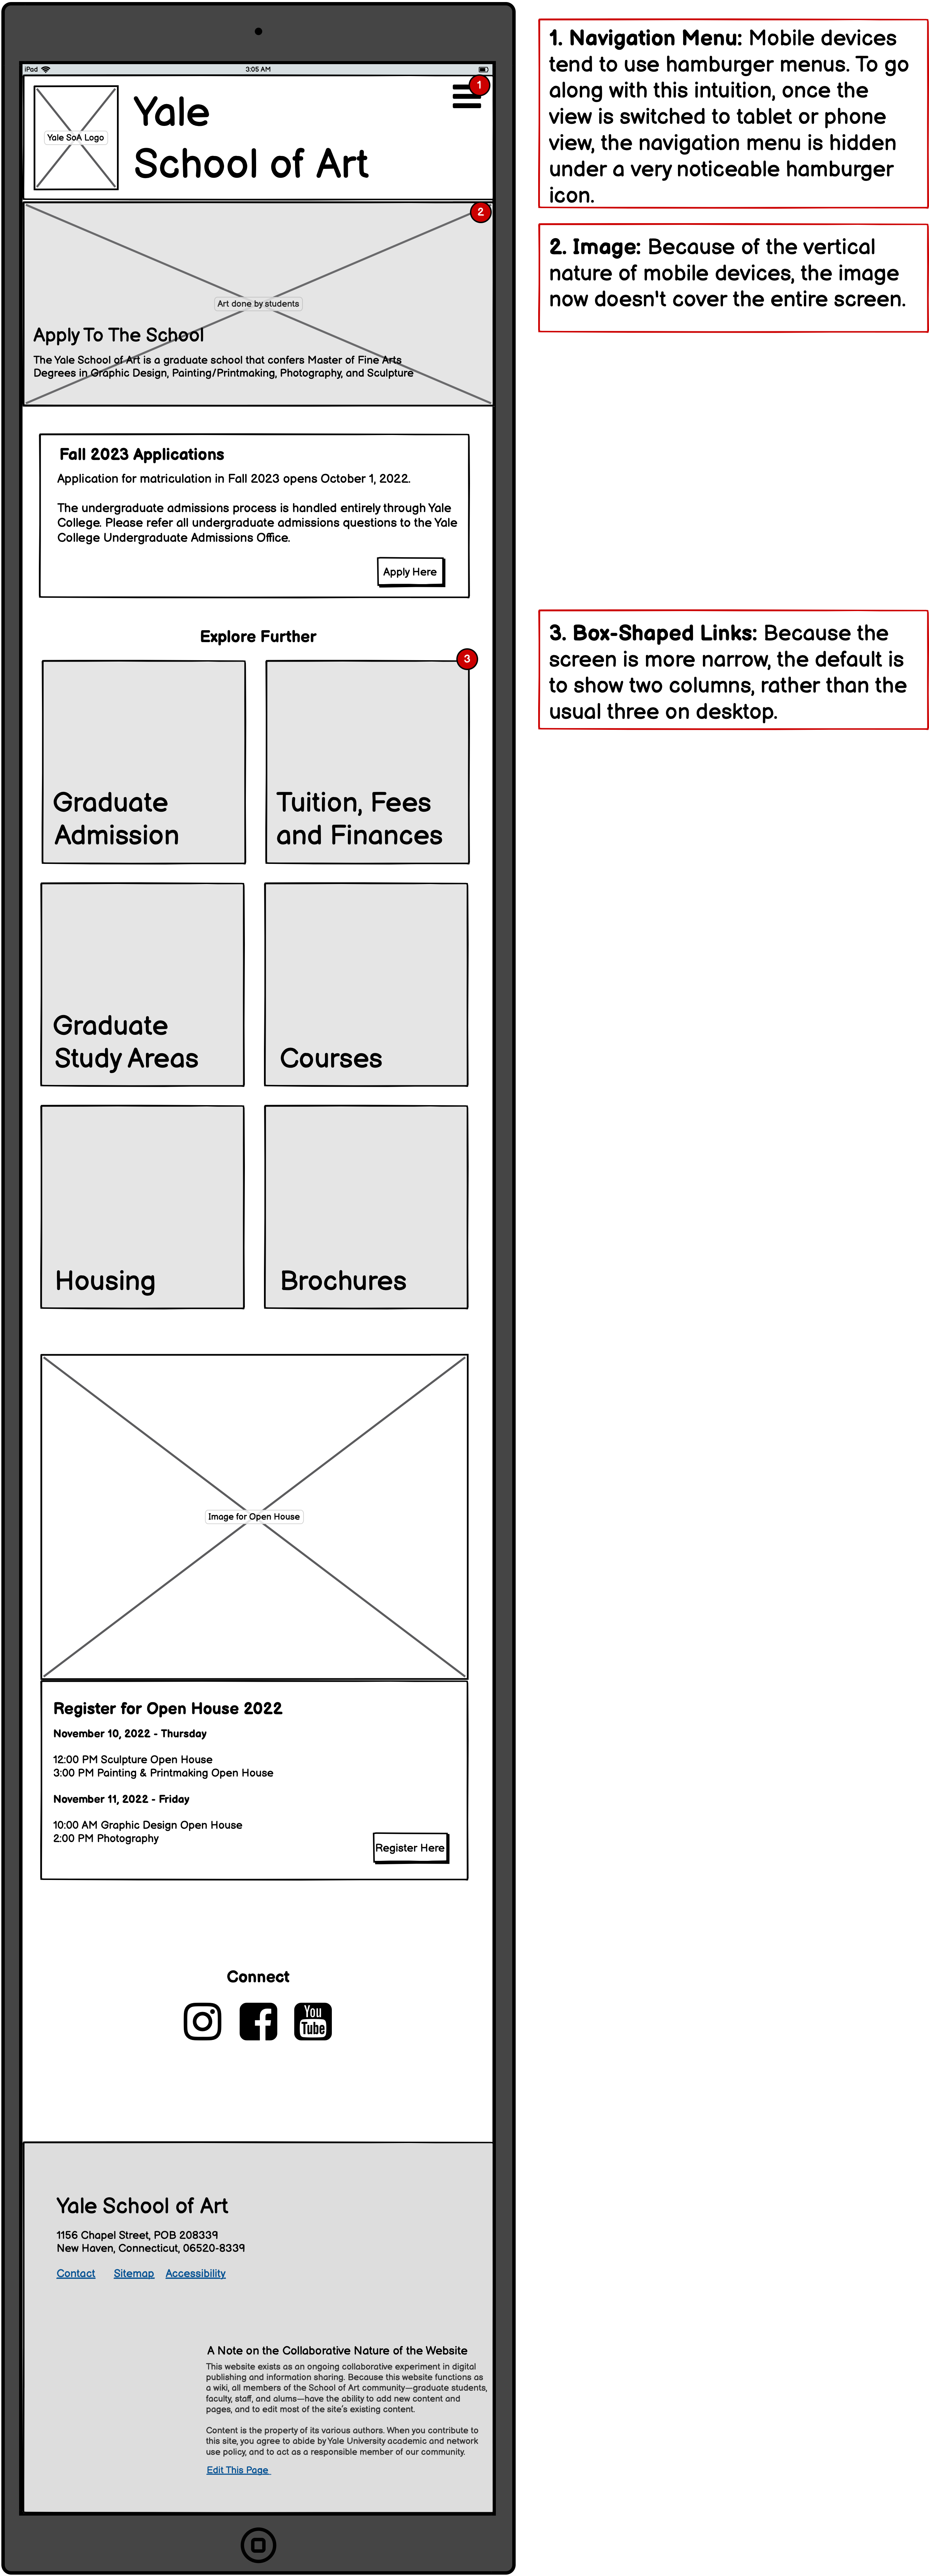 iPad
3:05 AM
Yale SoA Logo
Yale
School of Art
1
1. Navigation Menu: Mobile devices
tend to use hamburger menus. To go
along with this intuition, once the
view is switched to tablet or phone
view, the navigation menu is hidden
under a very noticeable hamburger
icon.
2
2. Image: Because of the vertical
nature of mobile devices, the image
now doesn't cover the entire screen.
Art done by students
Apply To The School
The Yale School of Art is a graduate school that confers Master of Fine Arts
Degrees in Graphic Design, Painting/Printmaking, Photography, and Sculpture
Fall 2023 Applications
Application for matriculation in Fall 2023 opens October 1, 2022.
The undergraduate admissions process is handled entirely through Yale
College. Please refer all undergraduate admissions questions to the Yale
College Undergraduate Admissions Office.
Apply Here
Explore Further
3
3. Box-Shaped Links: Because the
screen is more narrow, the default is
to show two columns, rather than the
usual three on desktop.
Graduate
Admission
Tuition, Fees
and Finances
Graduate
Study Areas
Courses
Housing
Brochures
Image for Open House
Register for Open House 2022
November 10, 2022 - Thursday
12:00 PM Sculpture Open House
3:00 PM Painting & Printmaking Open House
November 11, 2022 - Friday
10:00 AM Graphic Design Open House
2:00 PM Photography
Register Here
Connect
You
Tube
Yale School of Art
1156 Chapel Street, POB 208339
New Haven, Connecticut, 06520-8339
Contact Sitemap Accessibility
A Note on the Collaborative Nature of the Website
This website exists as an ongoing collaborative experiment in digital
publishing and information sharing. Because this website functions as
a wiki, all members of the School of Art community—graduate students,
faculty, staff, and alums—have the ability to add new content and
pages, and to edit most of the site's existing content.
Content is the property of its various authors. When you contribute to
this site, you agree to abide by Yale University academic and network
use policy, and to act as a responsible member of our community.
Edit This Page